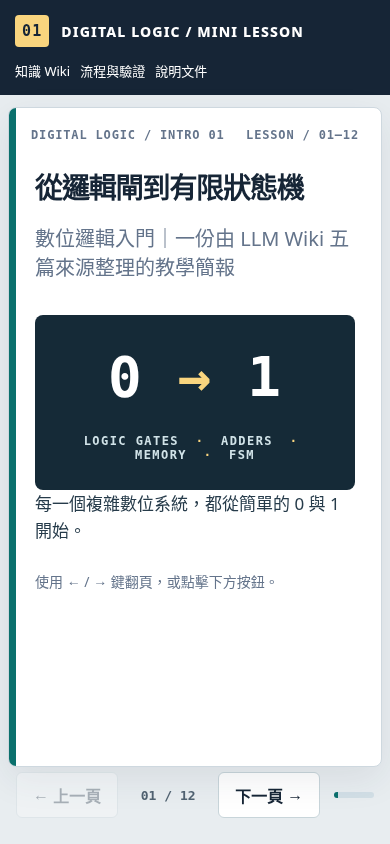 01 DIGITAL LOGIC / MINI LESSON
知識 Wiki 流程與驗證 說明文件
DIGITAL LOGIC / INTRO 01 LESSON / 01—12
從邏輯閘到有限狀態機
數位邏輯入門｜一份由 LLM Wiki 五
篇來源整理的教學簡報
0 → 1
LOGIC GATES · ADDERS ·
MEMORY · FSM
每一個複雜數位系統，都從簡單的 0 與 1
開始。
使用 ← / → 鍵翻頁，或點擊下方按鈕。
← 上一頁 01 / 12 下一頁 →